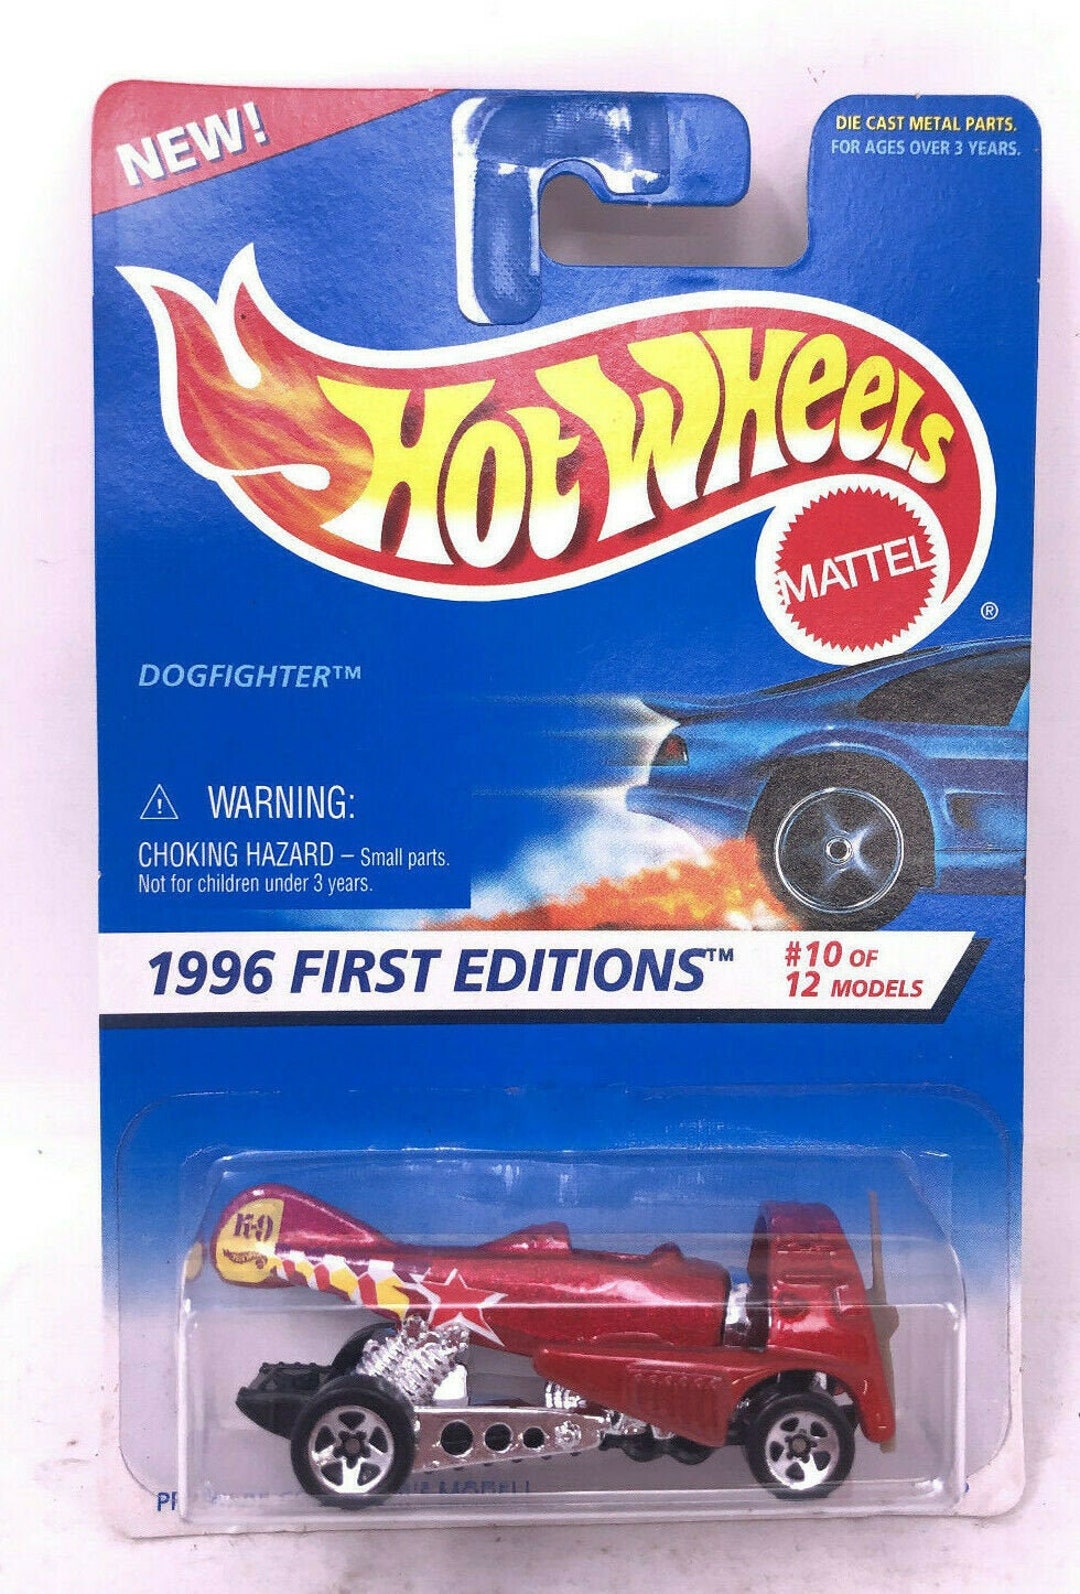 NEW!
DIE CAST METAL PARTS.
FOR AGES OVER 3 YEARS.
HOT WHEELS
MATTEL
®
DOGFIGHTER™
! WARNING:
CHOKING HAZARD – Small parts.
Not for children under 3 years.
1996 FIRST EDITIONS™
#10 OF
12 MODELS
K-9